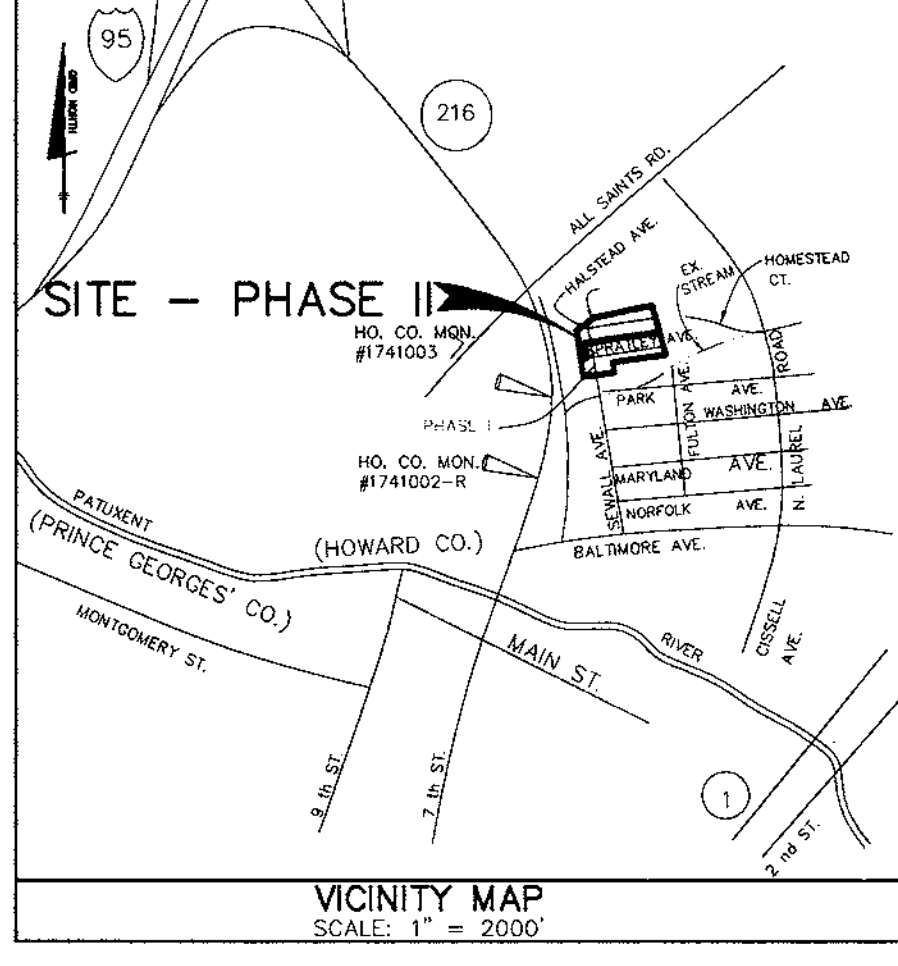 95
GRID NORTH
216
ALL SAINTS RD.
HALSTEAD AVE.
EX.
STREAM
HOMESTEAD
CT.
SITE - PHASE II
HO. CO. MON.
#1741003
SPRATLEY AVE.
ROAD
PARK AVE.
FULTON AVE.
WASHINGTON AVE.
PHASE I
HO. CO. MON.
#1741002-R
SEWALL AVE.
MARYLAND AVE.
N. LAUREL
NORFOLK AVE.
PATUXENT
(PRINCE GEORGES' CO.)
(HOWARD CO.)
BALTIMORE AVE.
MONTGOMERY ST.
MAIN ST.
RIVER
CISSELL
AVE.
9 th ST.
7 th ST.
1
2 nd ST.
VICINITY MAP
SCALE: 1" = 2000'